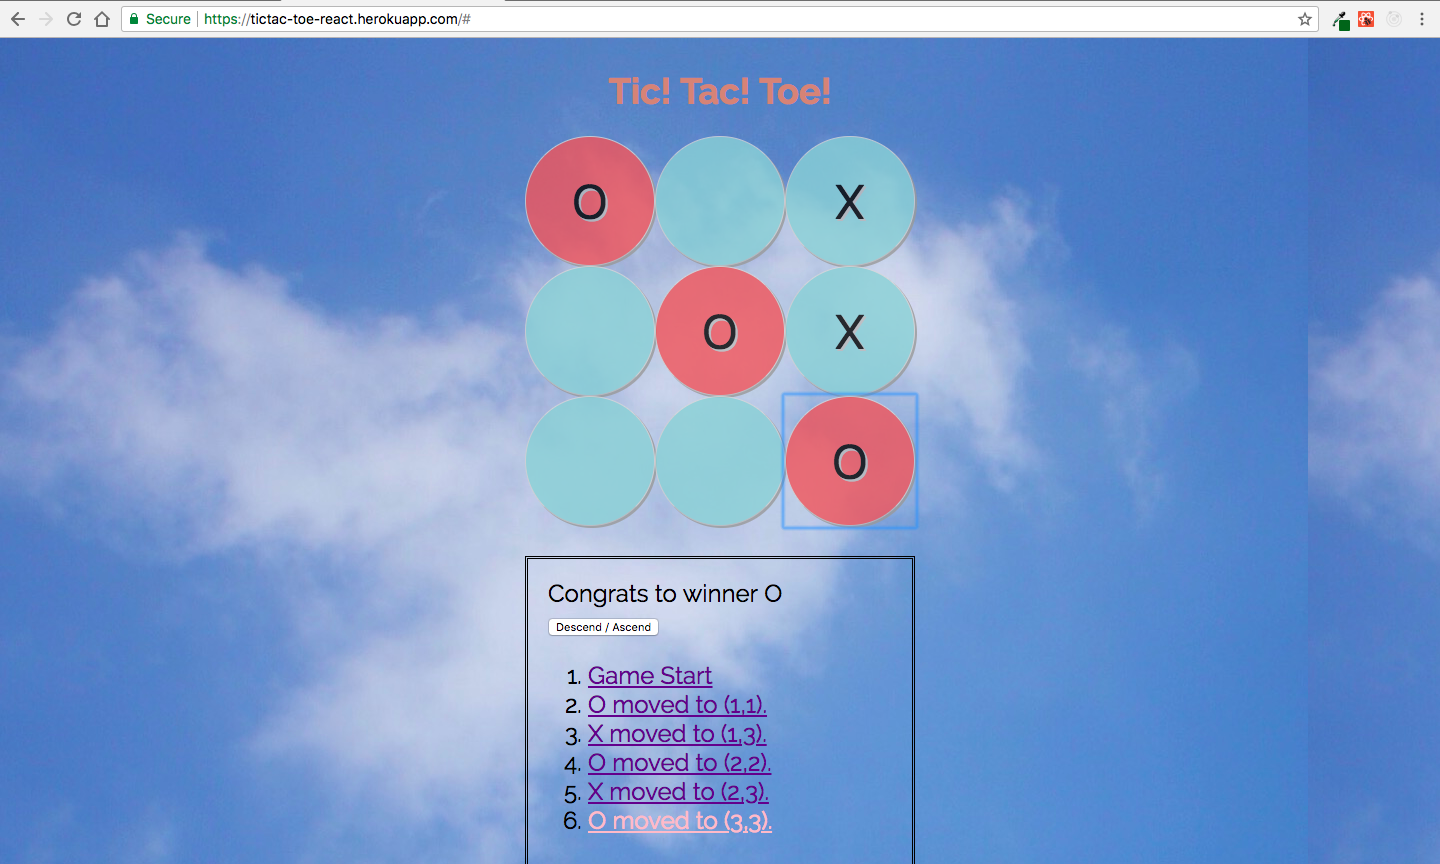 Secure https://tictac-toe-react.herokuapp.com/#
Tic! Tac! Toe!
O X
O X
O
Congrats to winner O
Descend / Ascend
1. Game Start
2. O moved to (1,1).
3. X moved to (1,3).
4. O moved to (2,2).
5. X moved to (2,3).
6. O moved to (3,3).